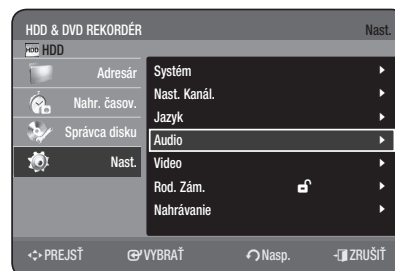 HDD & DVD REKORDÉR Nast.
HDD HDD
Adresár
Nahr. časov.
Správca disku
Nast.
Systém
Nast. Kanál.
Jazyk
Audio
Video
Rod. Zám.
Nahrávanie
PREJSŤ VYBRAŤ Nasp. ZRUŠIŤ